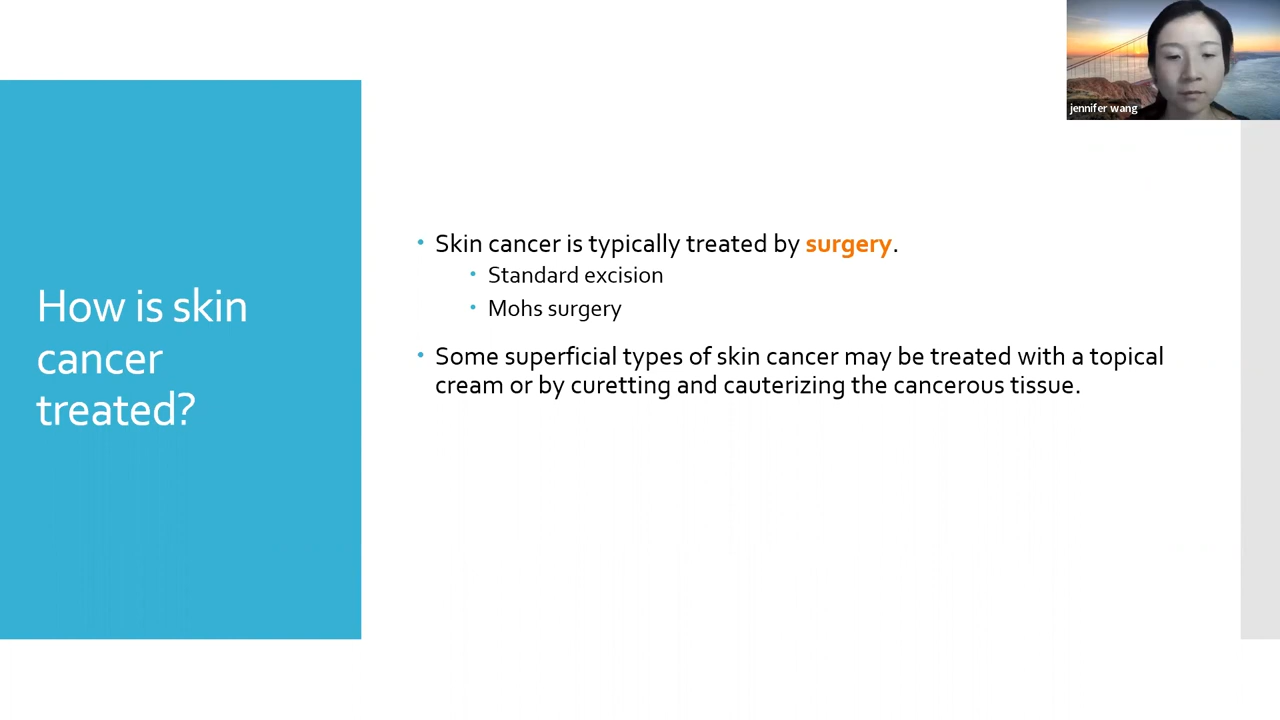 How is skin
cancer
treated?
• Skin cancer is typically treated by surgery.
• Standard excision
• Mohs surgery
• Some superficial types of skin cancer may be treated with a topical
cream or by curetting and cauterizing the cancerous tissue.
jennifer wang